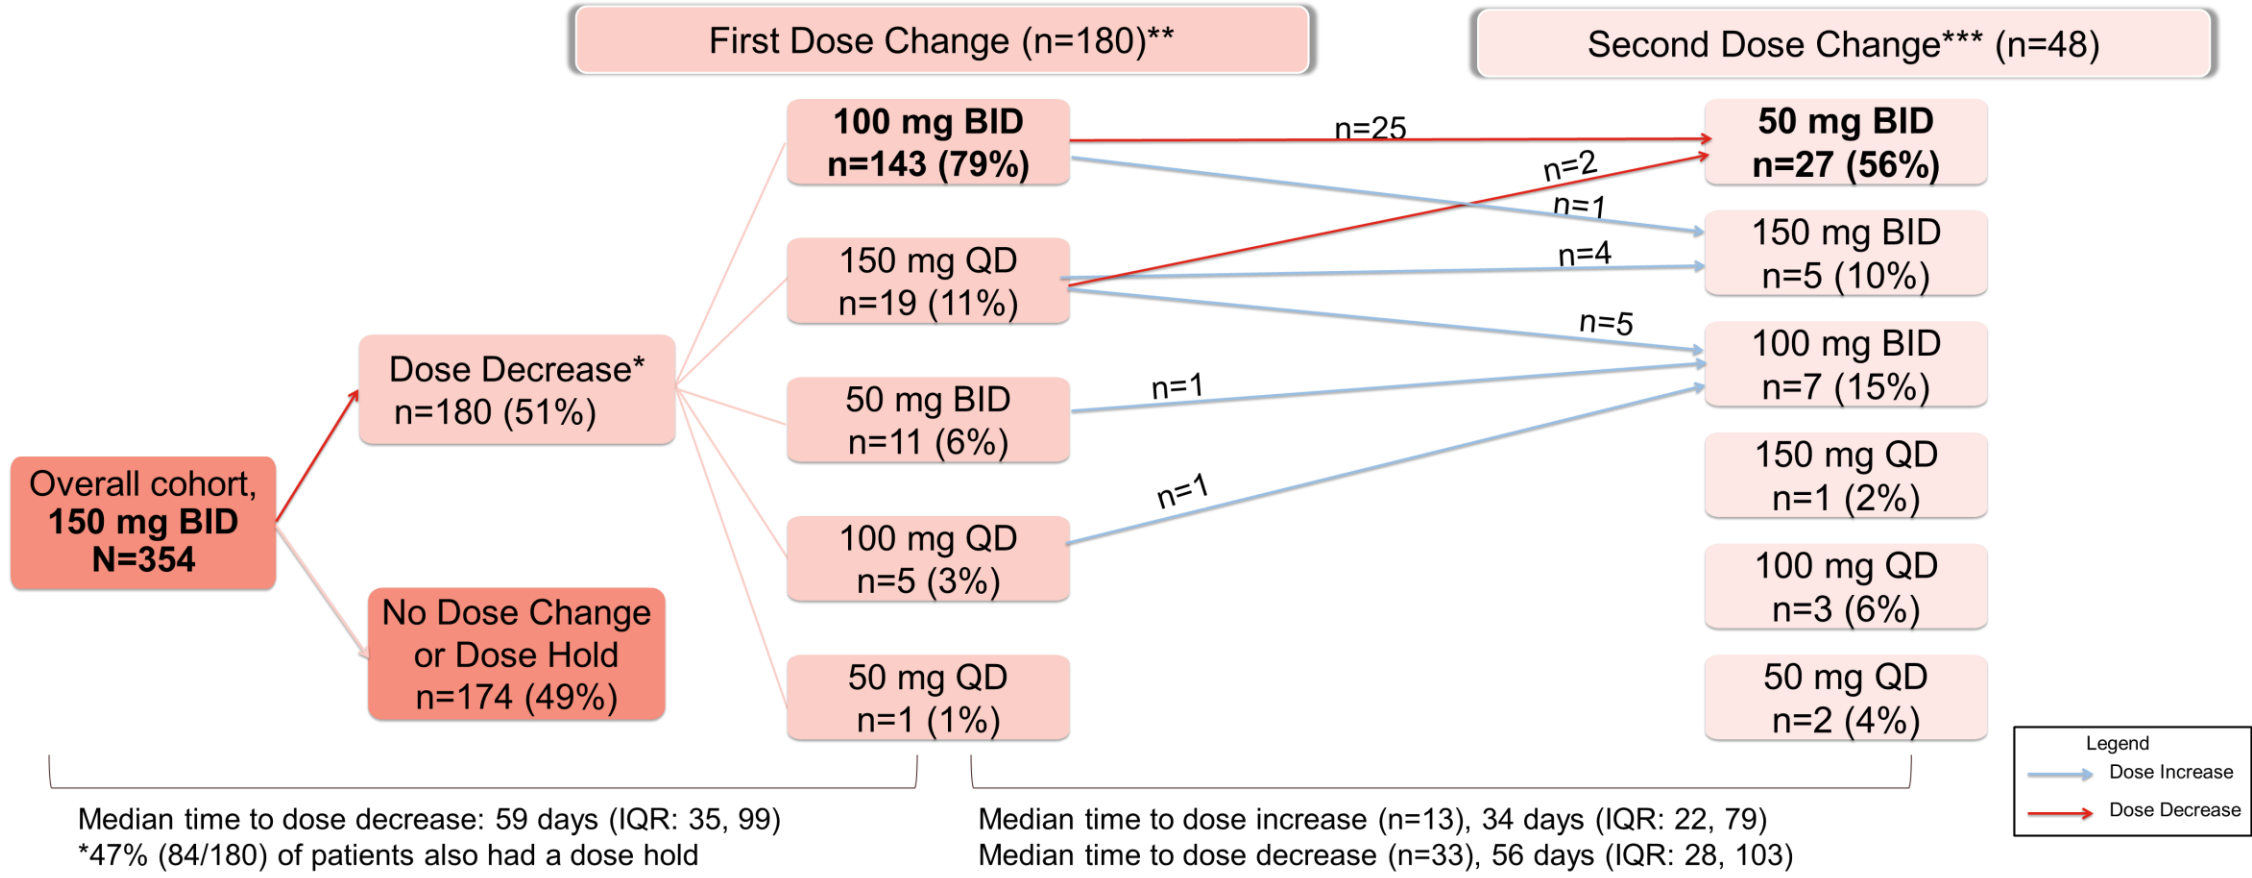 First Dose Change (n=180)**
Second Dose Change*** (n=48)
Overall cohort,
150 mg BID
N=354
Dose Decrease*
n=180 (51%)
No Dose Change
or Dose Hold
n=174 (49%)
100 mg BID
n=143 (79%)
150 mg QD
n=19 (11%)
50 mg BID
n=11 (6%)
100 mg QD
n=5 (3%)
50 mg QD
n=1 (1%)
n=25
n=2
n=1
n=4
n=5
n=1
n=1
50 mg BID
n=27 (56%)
150 mg BID
n=5 (10%)
100 mg BID
n=7 (15%)
150 mg QD
n=1 (2%)
100 mg QD
n=3 (6%)
50 mg QD
n=2 (4%)
Legend
Dose Increase
Dose Decrease
Median time to dose decrease: 59 days (IQR: 35, 99)
*47% (84/180) of patients also had a dose hold
Median time to dose increase (n=13), 34 days (IQR: 22, 79)
Median time to dose decrease (n=33), 56 days (IQR: 28, 103)